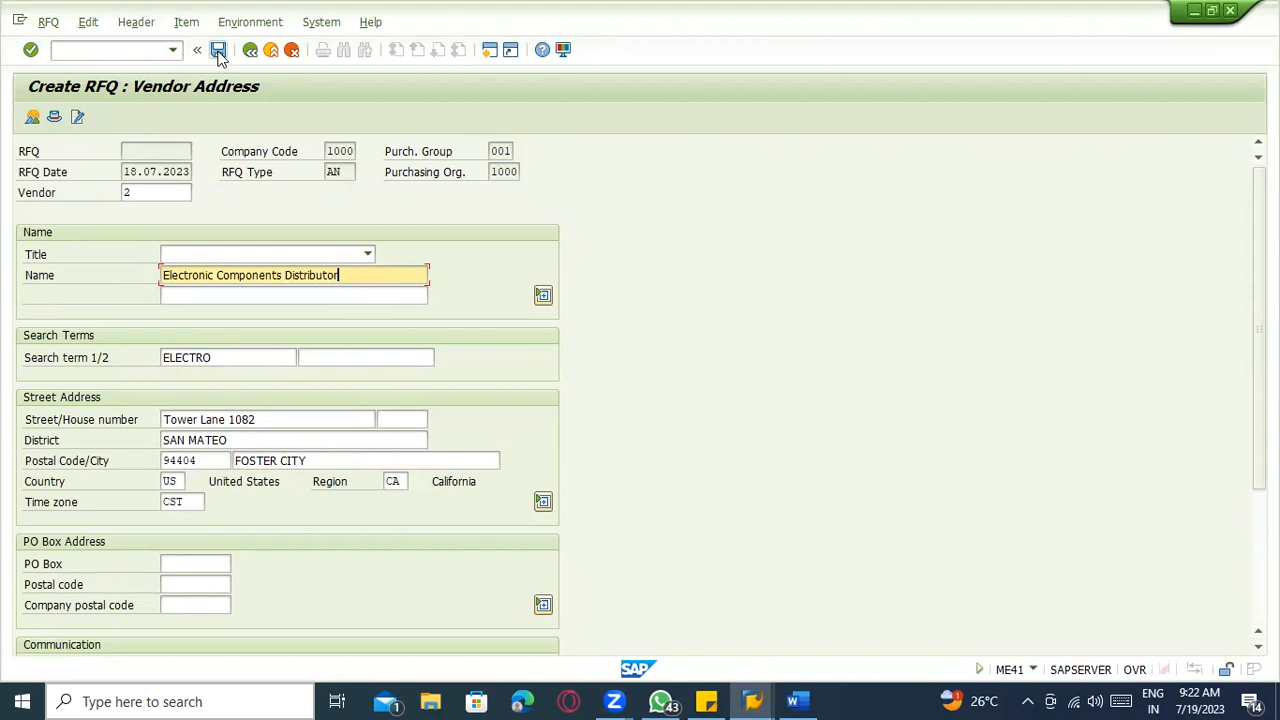 RFQ Edit Header Item Environment System Help
Create RFQ : Vendor Address
RFQ Company Code 1000 Purch. Group 001
RFQ Date 18.07.2023 RFQ Type AN Purchasing Org. 1000
Vendor 2
Name
Title
Name Electronic Components Distributor
Search Terms
Search term 1/2 ELECTRO
Street Address
Street/House number Tower Lane 1082
District SAN MATEO
Postal Code/City 94404 FOSTER CITY
Country US United States Region CA California
Time zone CST
PO Box Address
PO Box
Postal code
Company postal code
Communication
SAP ME41 SAPSERVER OVR
Type here to search 1 43 1 26°C ENG IN 9:22 AM 7/19/2023 14